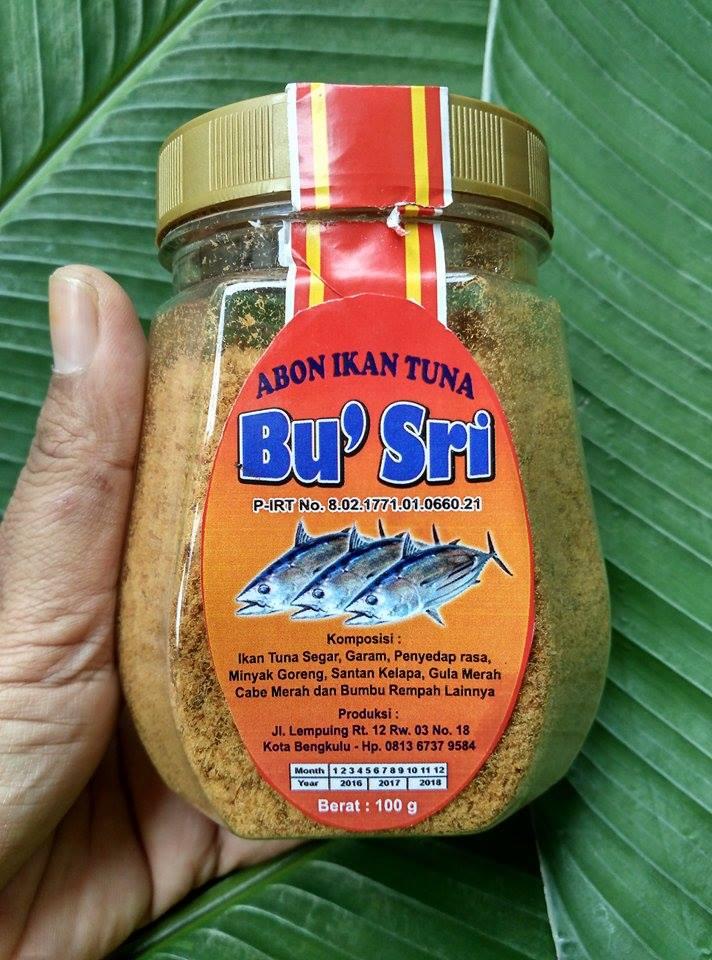 ABON IKAN TUNA
Bu' Sri
P-IRT No. 8.02.1771.01.0660.21
Komposisi :
Ikan Tuna Segar, Garam, Penyedap rasa,
Minyak Goreng, Santan Kelapa, Gula Merah
Cabe Merah dan Bumbu Rempah Lainnya
Produksi :
Jl. Lempuing Rt. 12 Rw. 03 No. 18
Kota Bengkulu - Hp. 0813 6737 9584
Month 1 2 3 4 5 6 7 8 9 10 11 12
Year 2016 2017 2018
Berat : 100 g